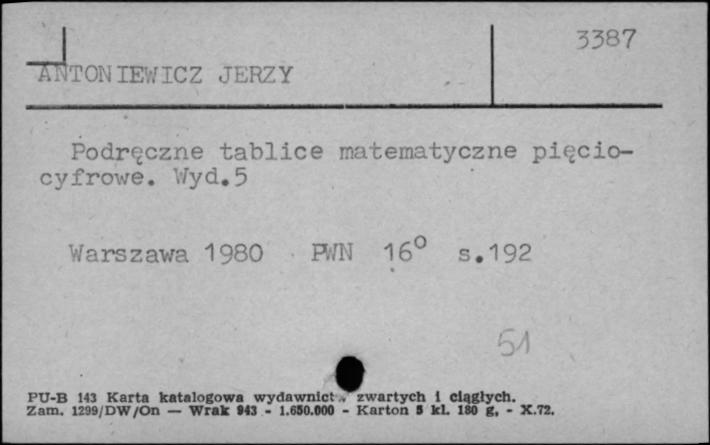 3387
ANTONIEWICZ JERZY
Podręczne tablice matematyczne pięcio-
cyfrowe. Wyd.5
Warszawa 1980 PWN 16° s.192
51
PU-B 143 Karta katalogowa wydawnict zwartych i ciągłych.
Zam. 1299/DW/On — Wrak 943 - 1.650.000 - Karton 5 kl. 180 g. - X.72.